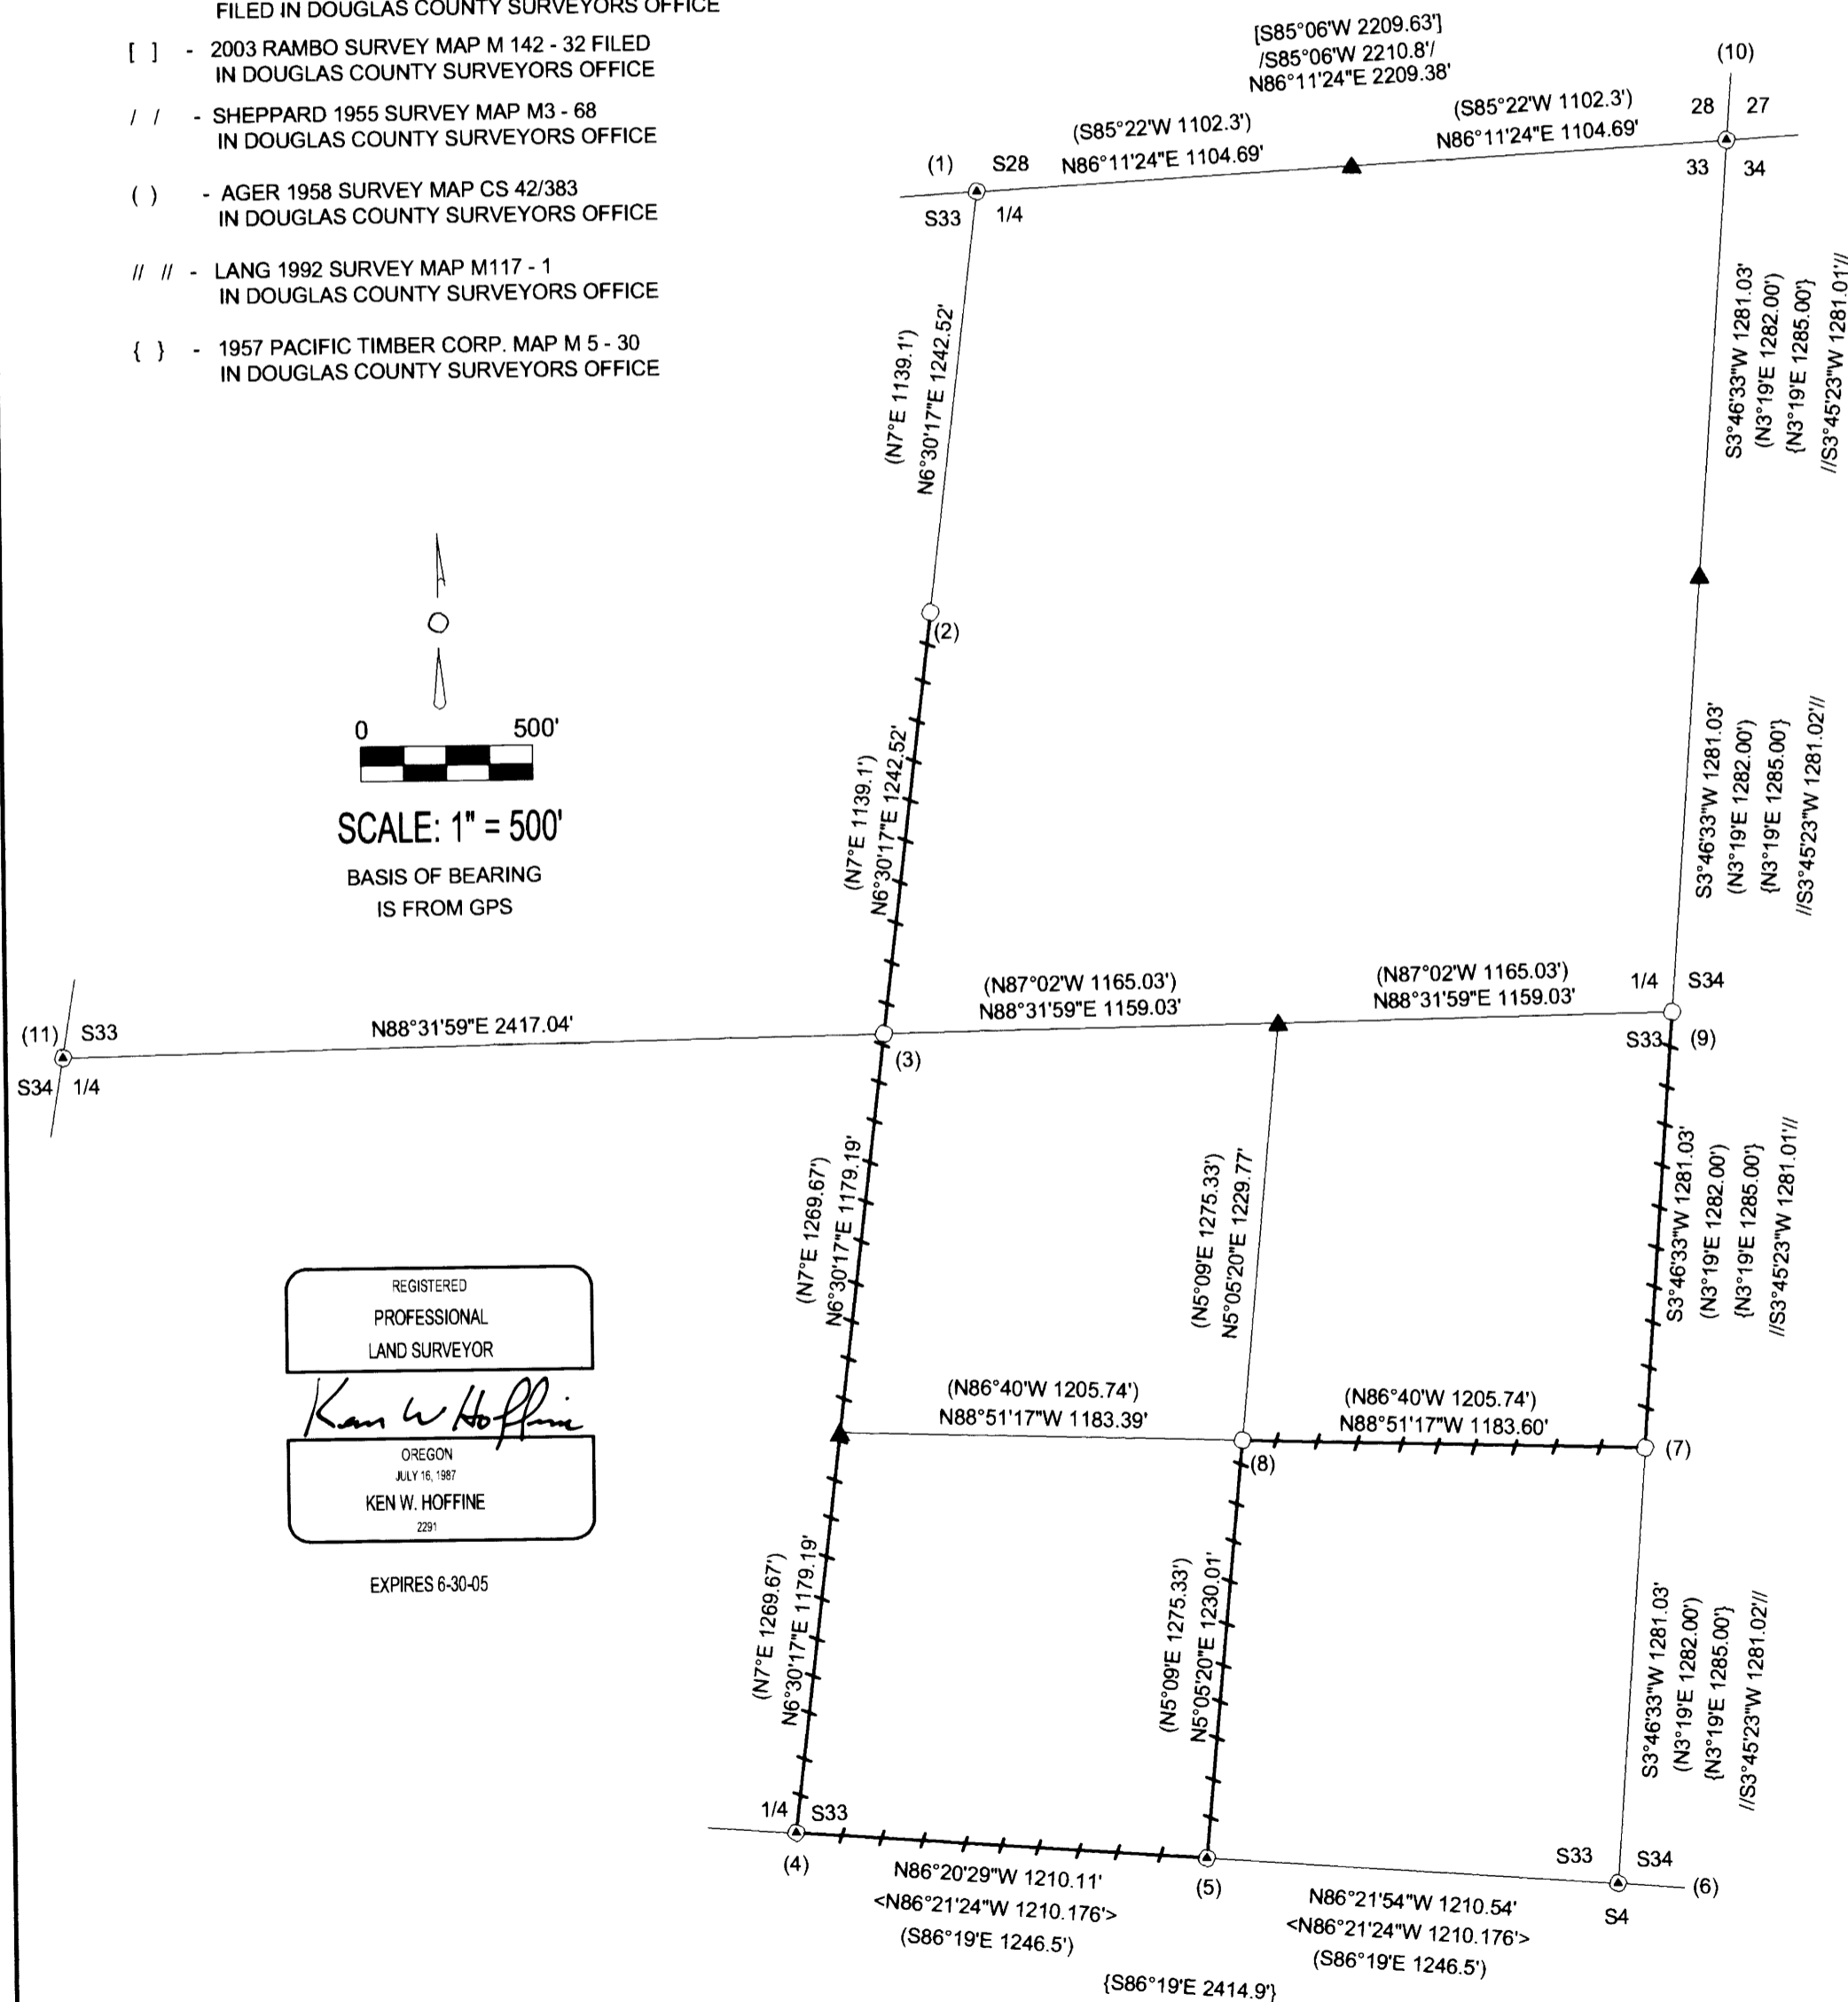 FILED IN DOUGLAS COUNTY SURVEYORS OFFICE
[ ] - 2003 RAMBO SURVEY MAP M 142 - 32 FILED
IN DOUGLAS COUNTY SURVEYORS OFFICE
/ / - SHEPPARD 1955 SURVEY MAP M3 - 68
IN DOUGLAS COUNTY SURVEYORS OFFICE
( ) - AGER 1958 SURVEY MAP CS 42/383
IN DOUGLAS COUNTY SURVEYORS OFFICE
// // - LANG 1992 SURVEY MAP M117 - 1
IN DOUGLAS COUNTY SURVEYORS OFFICE
{ } - 1957 PACIFIC TIMBER CORP. MAP M 5 - 30
IN DOUGLAS COUNTY SURVEYORS OFFICE
[S85°06'W 2209.63']
/S85°06'W 2210.8'/
N86°11'24"E 2209.38'
(10)
(S85°22'W 1102.3')
N86°11'24"E 1104.69'
(S85°22'W 1102.3')
N86°11'24"E 1104.69'
28 27
33 34
(1) S28
S33 1/4
(N7°E 1139.1')
N6°30'17"E 1242.52'
S3°46'33"W 1281.03'
(N3°19'E 1282.00')
{N3°19'E 1285.00'}
//S3°45'23"W 1281.01'//
(2)
0 500'
SCALE: 1" = 500'
BASIS OF BEARING
IS FROM GPS
(N7°E 1139.1')
N6°30'17"E 1242.52'
S3°46'33"W 1281.03'
(N3°19'E 1282.00')
{N3°19'E 1285.00'}
//S3°45'23"W 1281.02'//
(11) S33
S34 1/4
N88°31'59"E 2417.04'
(3)
(N87°02'W 1165.03')
N88°31'59"E 1159.03'
(N87°02'W 1165.03')
N88°31'59"E 1159.03'
1/4 S34
S33 (9)
(N7°E 1269.67')
N6°30'17"E 1179.19'
(N5°09'E 1275.33')
N5°05'20"E 1229.77'
S3°46'33"W 1281.03'
(N3°19'E 1282.00')
{N3°19'E 1285.00'}
//S3°45'23"W 1281.01'//
REGISTERED
PROFESSIONAL
LAND SURVEYOR
Ken W Hoffine
OREGON
JULY 16, 1987
KEN W. HOFFINE
2291
EXPIRES 6-30-05
(N86°40'W 1205.74')
N88°51'17"W 1183.39'
(N86°40'W 1205.74')
N88°51'17"W 1183.60'
(8)
(7)
(N7°E 1269.67')
N6°30'17"E 1179.19'
(N5°09'E 1275.33')
N5°05'20"E 1230.01'
S3°46'33"W 1281.03'
(N3°19'E 1282.00')
{N3°19'E 1285.00'}
//S3°45'23"W 1281.02'//
1/4 S33
(4)
N86°20'29"W 1210.11'
<N86°21'24"W 1210.176'>
(S86°19'E 1246.5')
(5)
N86°21'54"W 1210.54'
<N86°21'24"W 1210.176'>
(S86°19'E 1246.5')
S33 S34
(6)
S4
{S86°19'E 2414.9'}